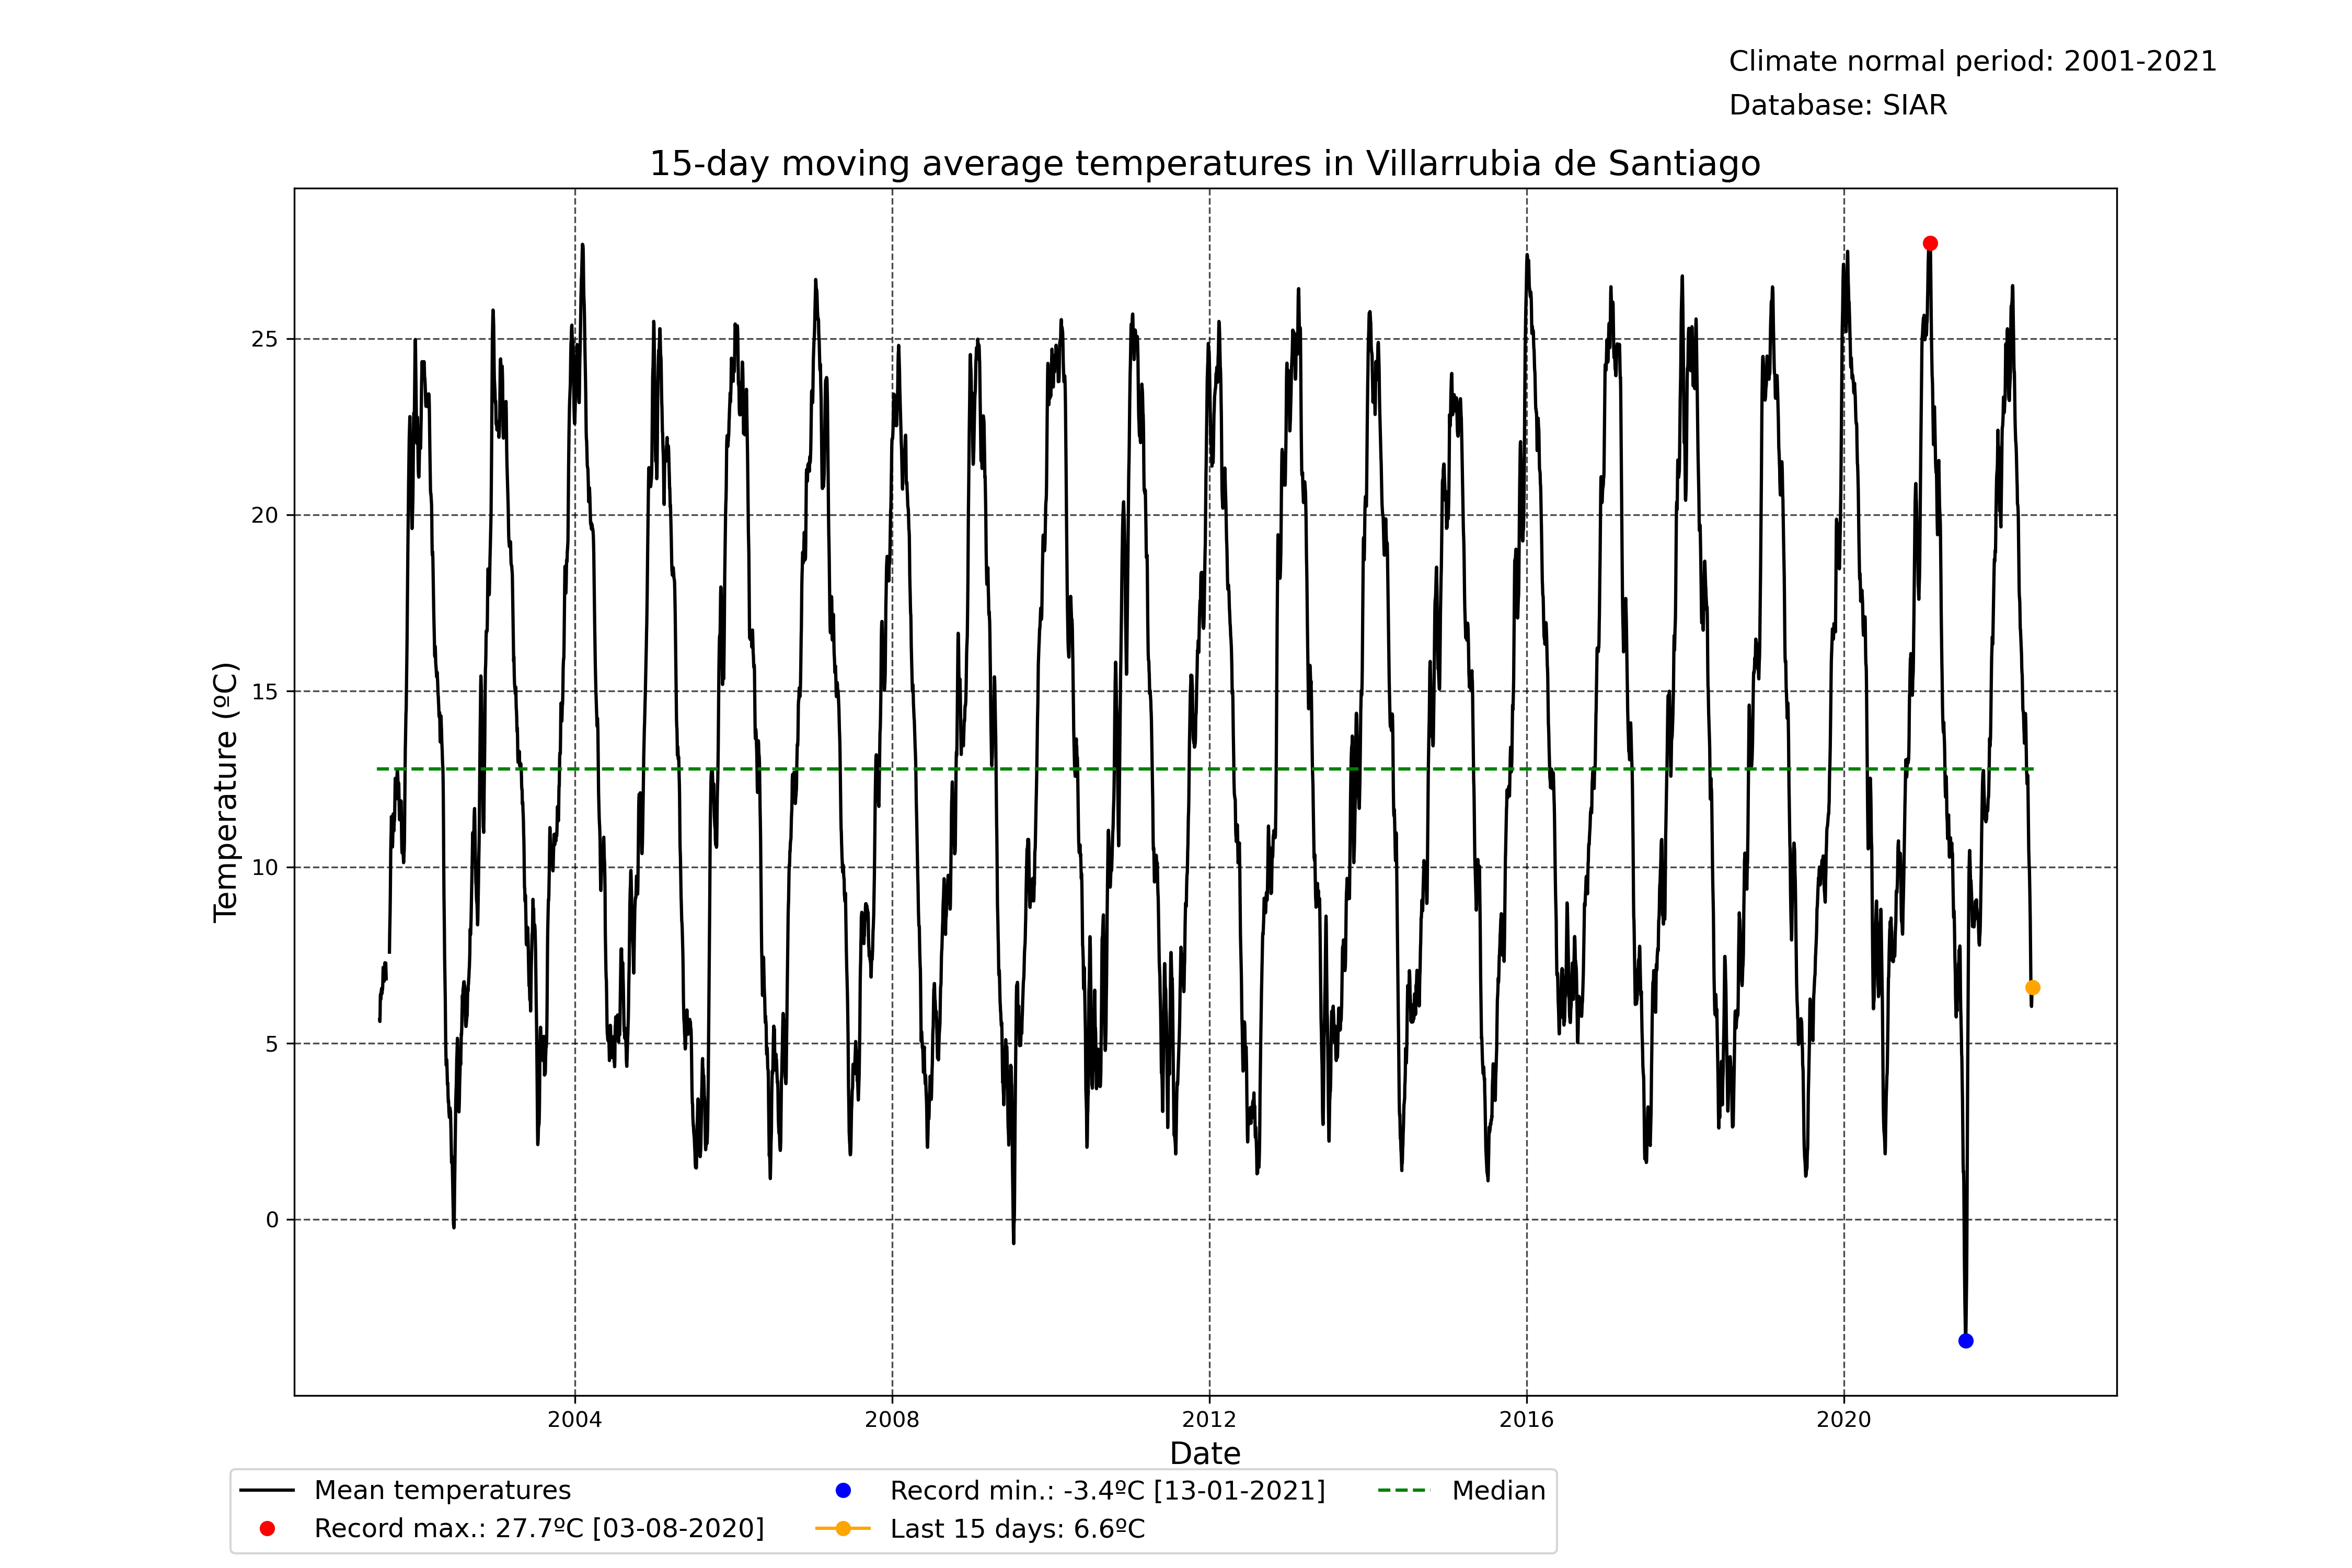 Climate normal period: 2001-2021
Database: SIAR
15-day moving average temperatures in Villarrubia de Santiago
25
20
15
10
5
0
Temperature (ºC)
2004 2008 2012 2016 2020
Date
Mean temperatures
Record max.: 27.7ºC [03-08-2020]
Record min.: -3.4ºC [13-01-2021]
Last 15 days: 6.6ºC
Median